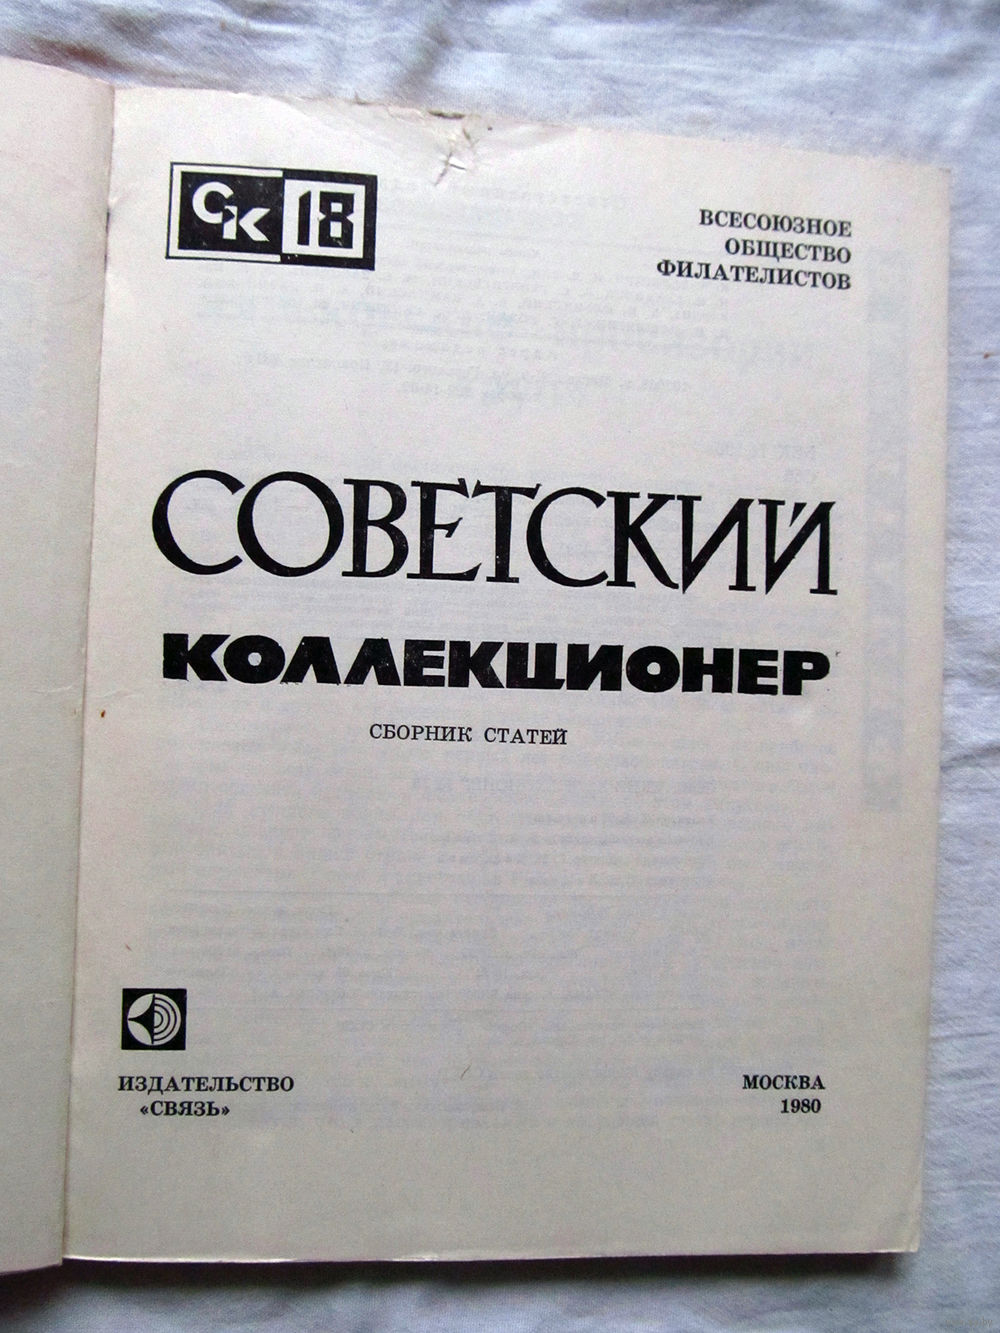 СК 18
ВСЕСОЮЗНОЕ
ОБЩЕСТВО
ФИЛАТЕЛИСТОВ
СОВЕТСКИЙ
КОЛЛЕКЦИОНЕР
СБОРНИК СТАТЕЙ
ИЗДАТЕЛЬСТВО
«СВЯЗЬ»
МОСКВА
1980